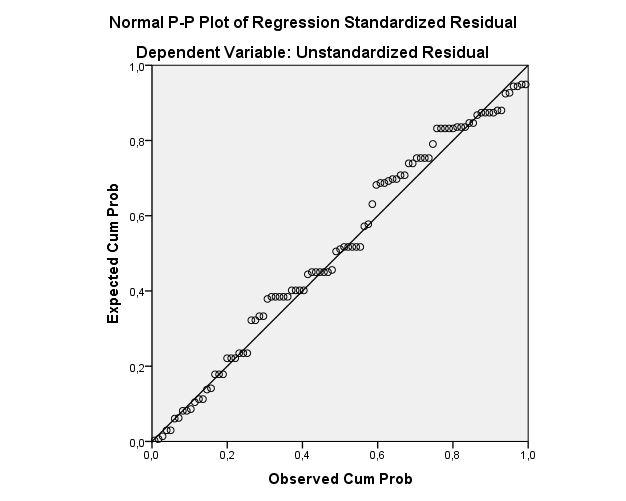 Normal P-P Plot of Regression Standardized Residual
Dependent Variable: Unstandardized Residual
1,0
0,8
0,6
0,4
0,2
0,0
Expected Cum Prob
0,0 0,2 0,4 0,6 0,8 1,0
Observed Cum Prob